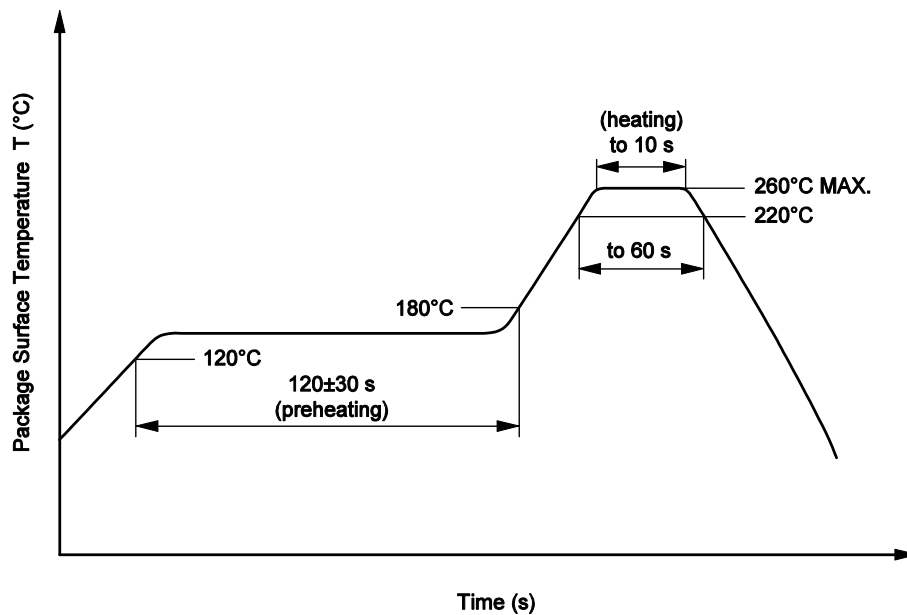 (heating)
to 10 s
260°C MAX.
220°C
to 60 s
180°C
120°C
120±30 s
(preheating)
Package Surface Temperature T (°C)
Time (s)